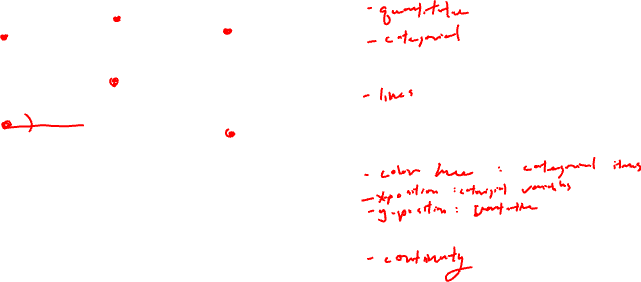 - quantitative
- categorical
- lines
- color hue : categorical items
- x-position : categorical variables
- y-position : quantitative
- continuity